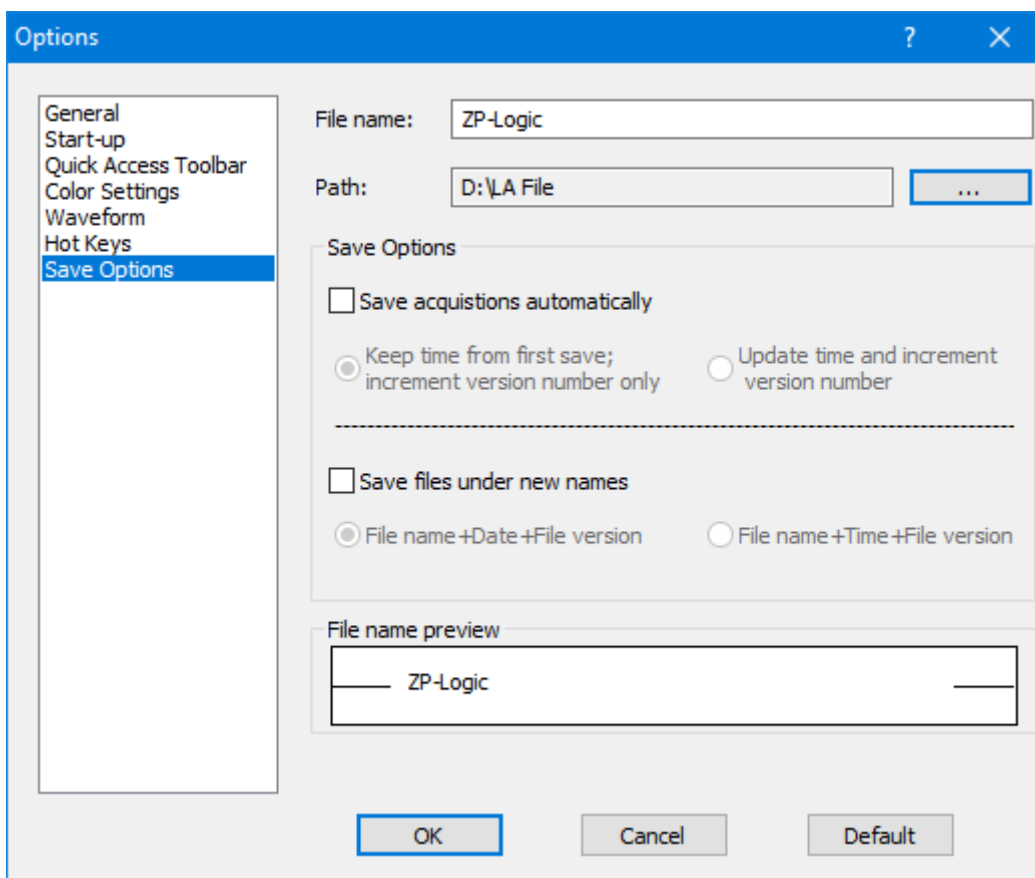 Options
?
General
Start-up
Quick Access Toolbar
Color Settings
Waveform
Hot Keys
Save Options
File name:
ZP-Logic
Path:
D:\LA File
...
Save Options
Save acquistions automatically
Keep time from first save;
increment version number only
Update time and increment
version number
Save files under new names
File name+Date+File version
File name+Time+File version
File name preview
ZP-Logic
OK
Cancel
Default